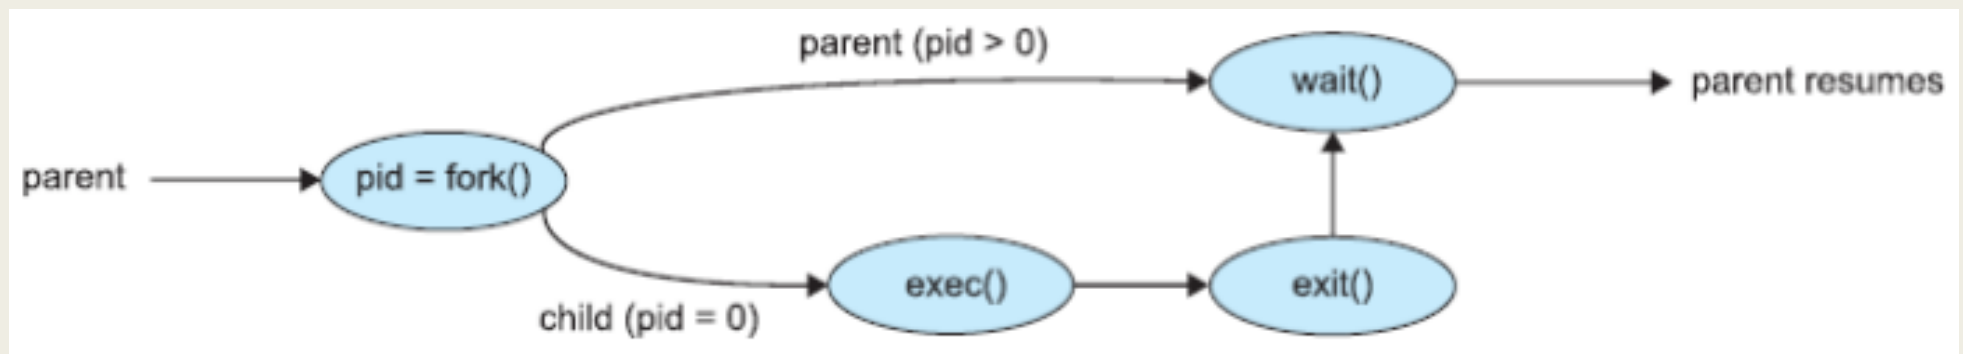 parent
pid = fork()
parent (pid > 0)
wait()
parent resumes
child (pid = 0)
exec()
exit()